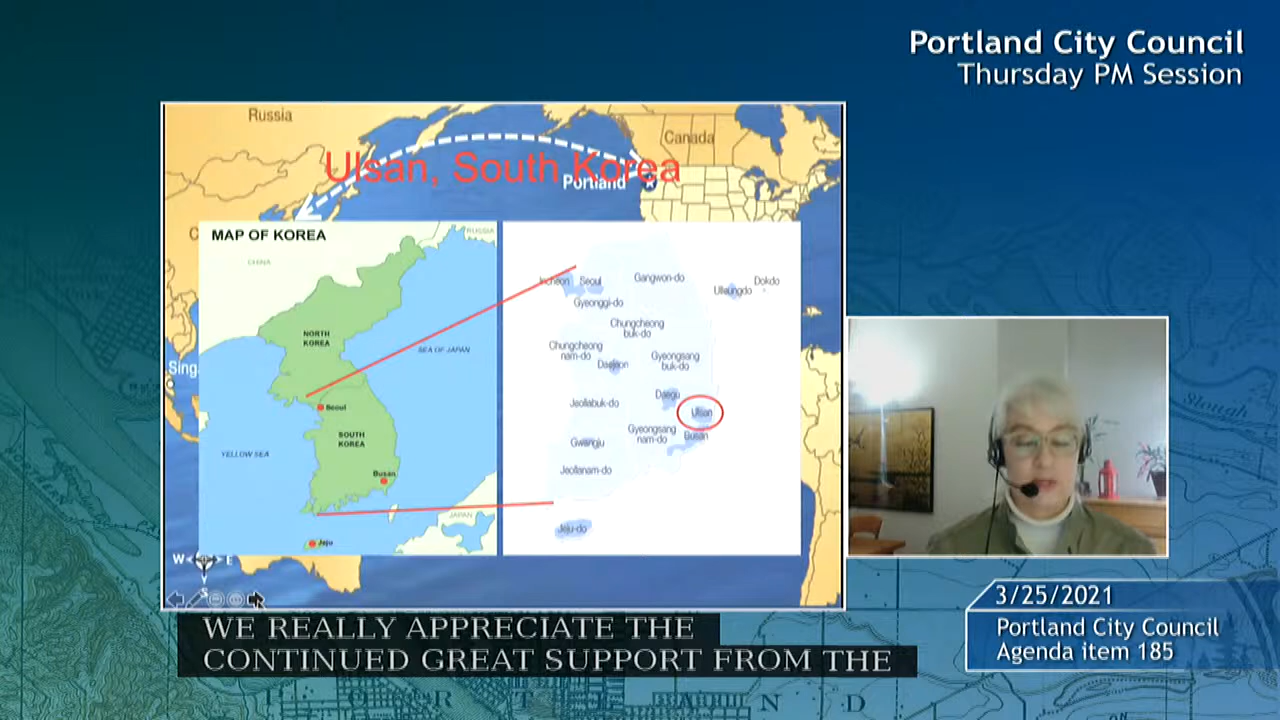 Portland City Council
Thursday PM Session
Russia
Canada
Ulsan, South Korea
Portland
C
MAP OF KOREA
RUSSIA
CHINA
NORTH
KOREA
SEA OF JAPAN
Seoul
SOUTH
KOREA
YELLOW SEA
Busan
JAPAN
Jeju
Incheon
Seoul
Gangwon-do
Ulleungdo
Dokdo
Gyeonggi-do
Chungcheong
buk-do
Chungcheong
nam-do
Daejeon
Gyeongsang
buk-do
Daegu
Jeollabuk-do
Ulsan
Gyeongsang
nam-do
Busan
Gwangju
Jeollanam-do
Jeju-do
Sing
W
E
S
Slough
3/25/2021
Portland City Council
Agenda item 185
WE REALLY APPRECIATE THE
CONTINUED GREAT SUPPORT FROM THE